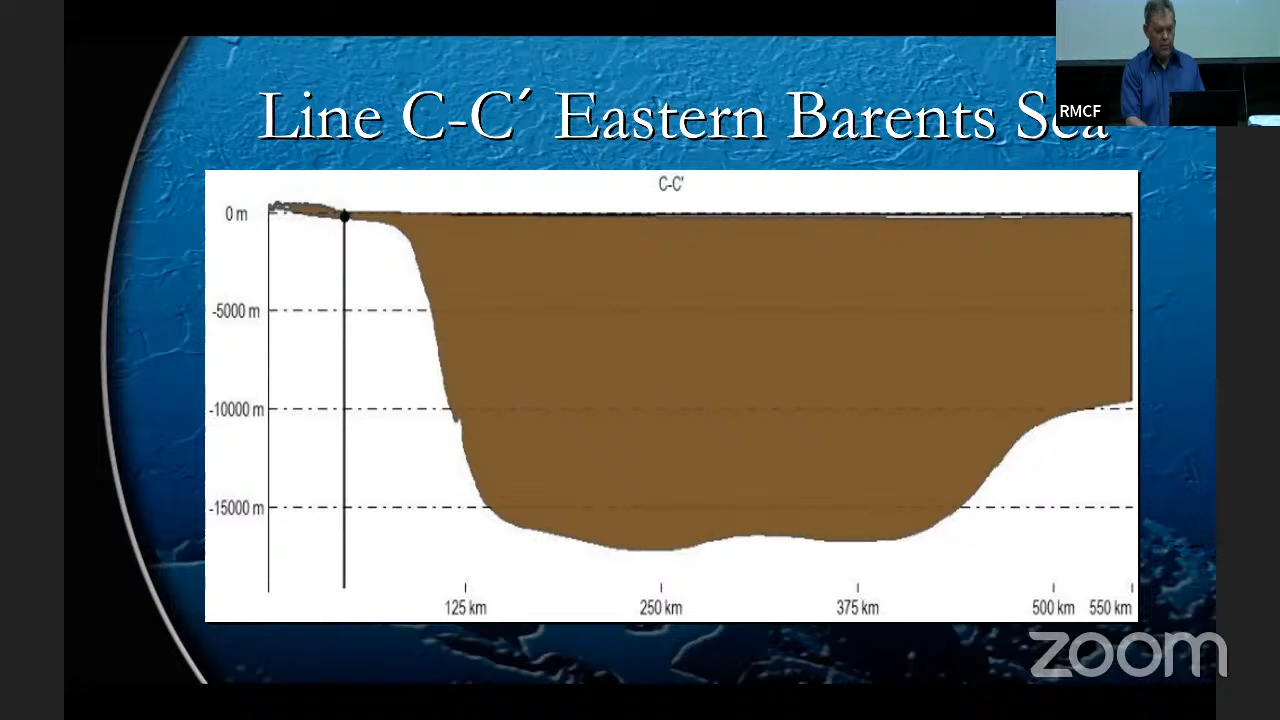 Line C-C´ Eastern Barents Sea
RMCF
C-C'
0 m
-5000 m
-10000 m
-15000 m
125 km
250 km
375 km
500 km
550 km
zoom